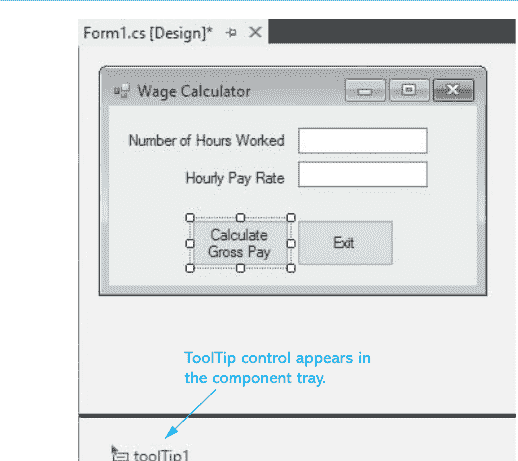 Form1.cs [Design]*
Wage Calculator
Number of Hours Worked
Hourly Pay Rate
Calculate
Gross Pay
Exit
ToolTip control appears in
the component tray.
toolTip1